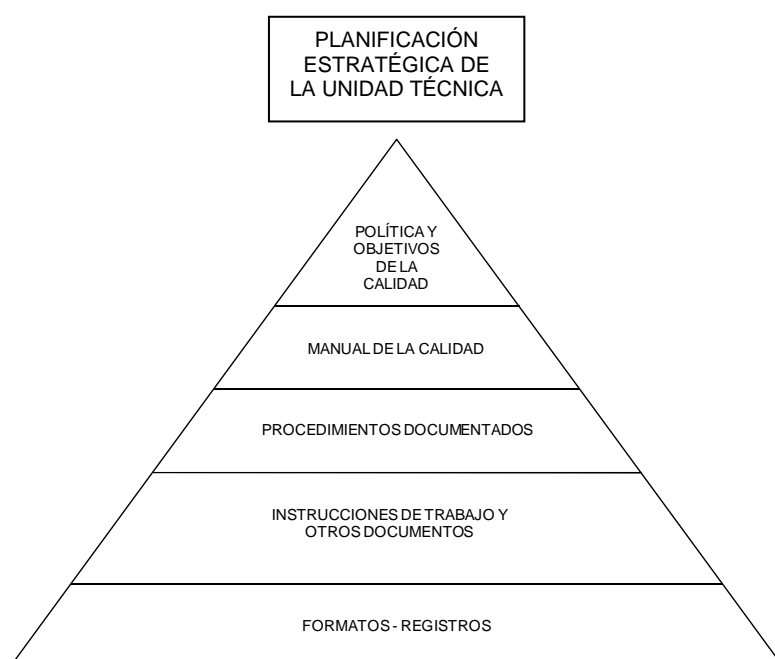 PLANIFICACIÓN
ESTRATÉGICA DE
LA UNIDAD TÉCNICA
POLÍTICA Y
OBJETIVOS
DE LA
CALIDAD
MANUAL DE LA CALIDAD
PROCEDIMIENTOS DOCUMENTADOS
INSTRUCCIONES DE TRABAJO Y
OTROS DOCUMENTOS
FORMATOS - REGISTROS